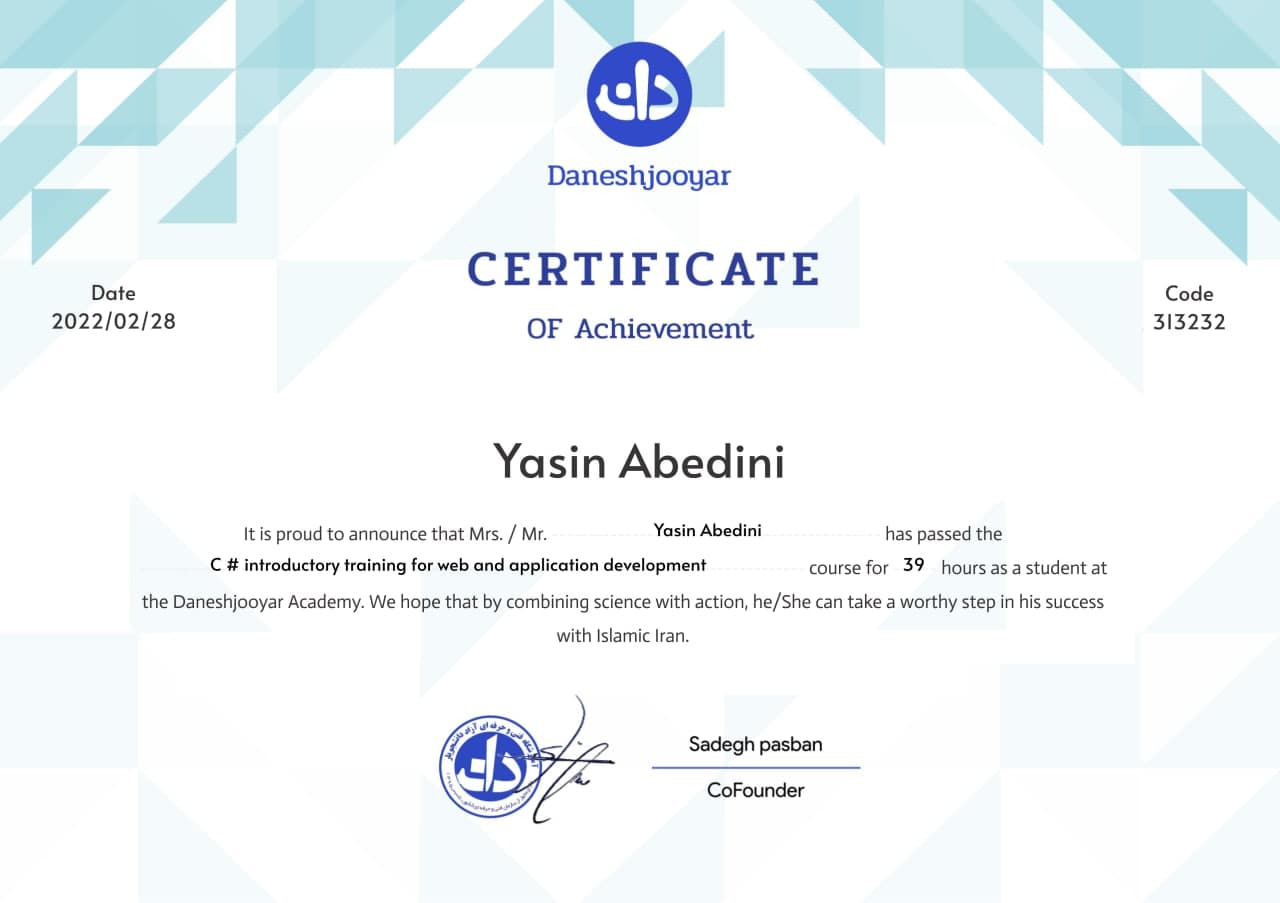 دان
Daneshjooyar
CERTIFICATE
OF Achievement
Date
2022/02/28
Code
313232
Yasin Abedini
It is proud to announce that Mrs. / Mr. Yasin Abedini has passed the
C # introductory training for web and application development course for 39 hours as a student at
the Daneshjooyar Academy. We hope that by combining science with action, he/She can take a worthy step in his success
with Islamic Iran.
آموزشگاه فنی و حرفه ای آزاد دانشجویار
دان
Sadegh pasban
CoFounder